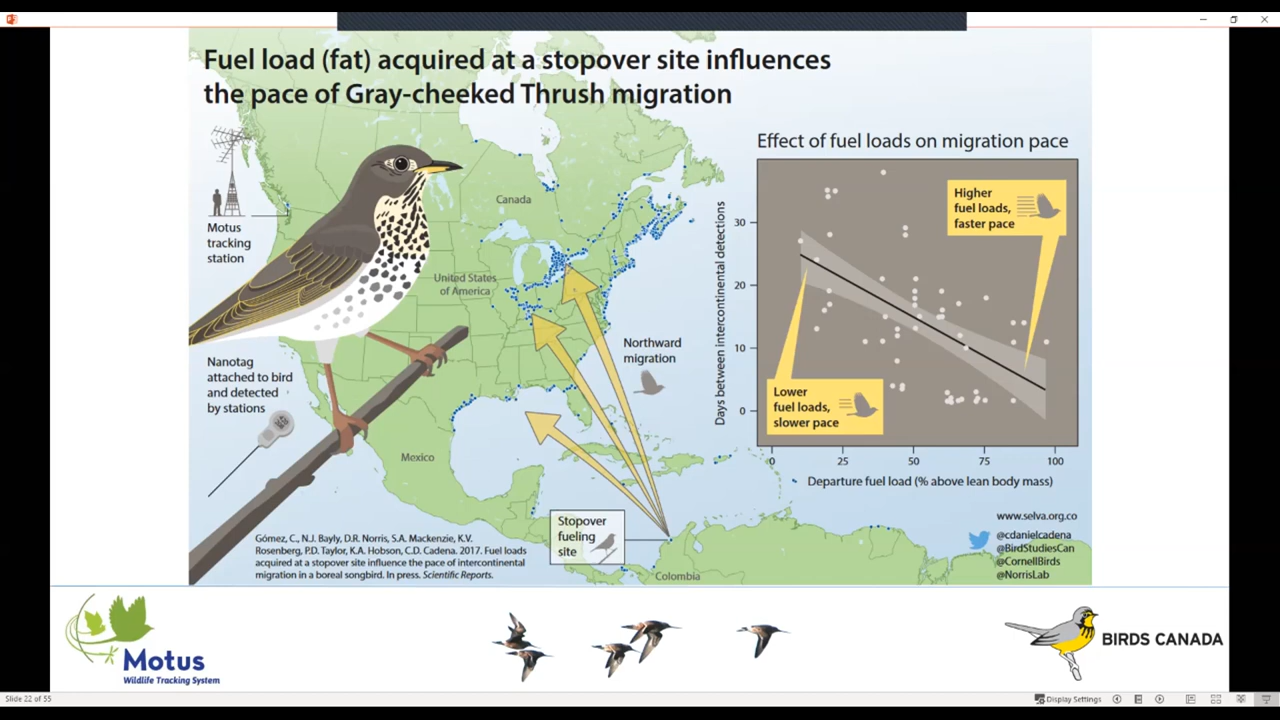 Fuel load (fat) acquired at a stopover site influences
the pace of Gray-cheeked Thrush migration
Motus
tracking
station
Canada
United States
of America
Northward
migration
Nanotag
attached to bird
and detected
by stations
Mexico
Stopover
fueling
site
Colombia
Gómez, C., N.J. Bayly, D.R. Norris, S.A. Mackenzie, K.V.
Rosenberg, P.D. Taylor, K.A. Hobson, C.D. Cadena. 2017. Fuel loads
acquired at a stopover site influence the pace of intercontinental
migration in a boreal songbird. In press. Scientific Reports.
Effect of fuel loads on migration pace
Days between intercontinental detections
30
20
10
0
Higher
fuel loads,
faster pace
Lower
fuel loads,
slower pace
0 25 50 75 100
Departure fuel load (% above lean body mass)
www.selva.org.co
@cdanielcadena
@BirdStudiesCan
@CornellBirds
@NorrisLab
Motus
Wildlife Tracking System
BIRDS CANADA
Slide 22 of 55
Display Settings